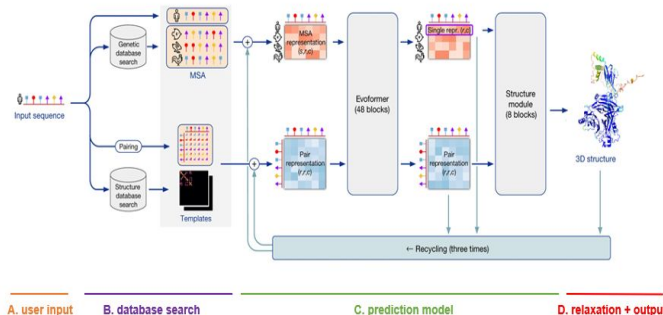 Genetic
database
search
MSA
MSA
representation
(s,r,c)
Single repr. (r,c)
Input sequence
Evoformer
(48 blocks)
Structure
module
(8 blocks)
3D structure
Pairing
Pair
representation
(r,r,c)
Pair
representation
(r,r,c)
Structure
database
search
Templates
← Recycling (three times)
A. user input
B. database search
C. prediction model
D. relaxation + outpu